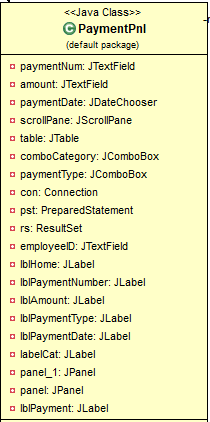 <<Java Class>>
PaymentPnl
(default package)
paymentNum: JTextField
amount: JTextField
paymentDate: JDateChooser
scrollPane: JScrollPane
table: JTable
comboCategory: JComboBox
paymentType: JComboBox
con: Connection
pst: PreparedStatement
rs: ResultSet
employeeID: JTextField
lblHome: JLabel
lblPaymentNumber: JLabel
lblAmount: JLabel
lblPaymentType: JLabel
lblPaymentDate: JLabel
labelCat: JLabel
panel_1: JPanel
panel: JPanel
lblPayment: JLabel